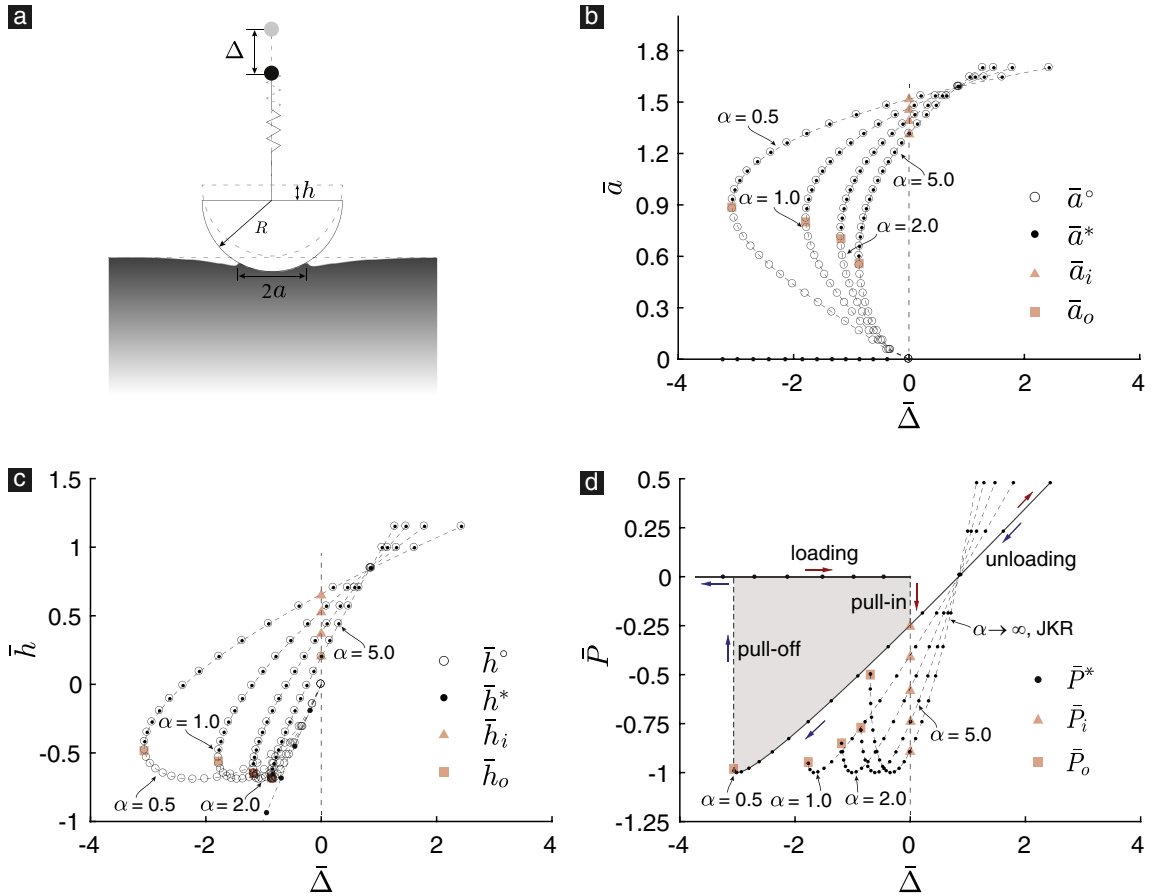 a
Δ
h
R
2a
b
1.8
1.5
1.2
0.9
0.6
0.3
0
-4
-2
0
2
4
ā
Δ̄
α = 0.5
α = 1.0
α = 2.0
α = 5.0
ā°
ā*
āᵢ
āₒ
c
1.5
1
0.5
0
-0.5
-1
-4
-2
0
2
4
h̄
Δ̄
α = 5.0
α = 1.0
α = 0.5
α = 2.0
h̄°
h̄*
h̄ᵢ
h̄ₒ
d
0.5
0.25
0
-0.25
-0.5
-0.75
-1
-1.25
-4
-2
0
2
4
P̄
Δ̄
loading
unloading
pull-in
pull-off
α → ∞, JKR
α = 5.0
α = 0.5
α = 1.0
α = 2.0
P̄*
P̄ᵢ
P̄ₒ